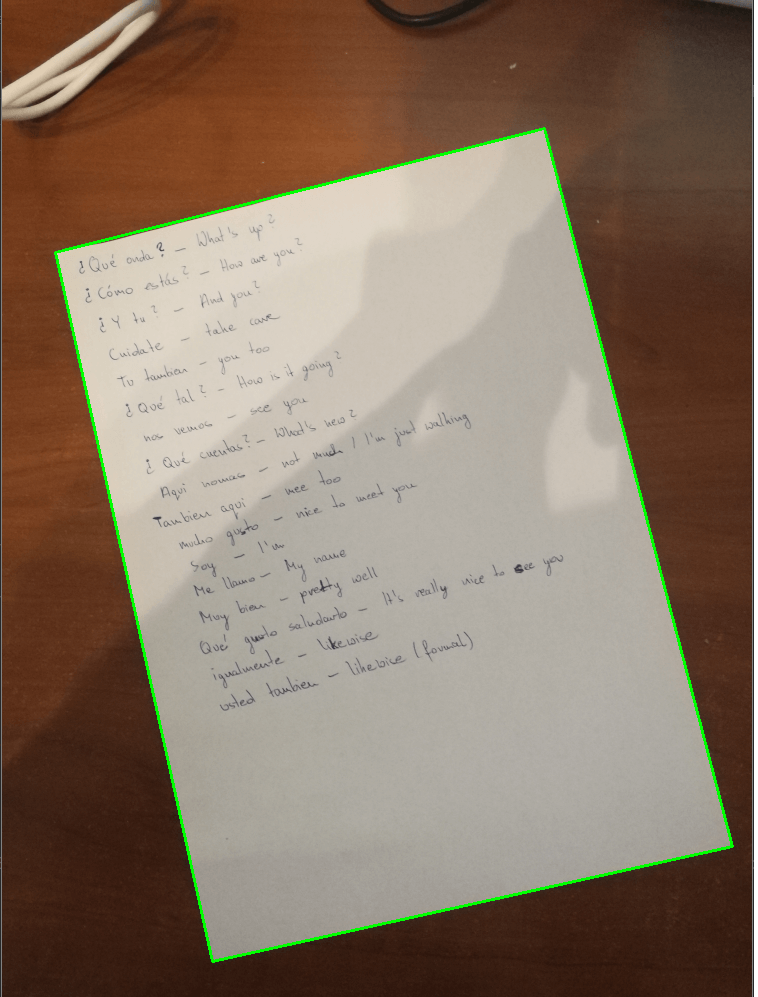 ¿Qué onda? – What's up?
¿Cómo estás? – How are you?
¿Y tu? – And you?
Cuidate – take care
Tu tambien – you too
¿Qué tal? – How is it going?
nos vemos – see you
¿Qué cuentas? – What's new?
Aqui nomas – not much / I'm just walking
Tambien aqui – mee too
mucho gusto – nice to meet you
Soy – I'm
Me llamo – My name
Muy bien – pretty well
Qué gusto saludarlo – It's really nice to see you
igualmente – likewise
usted tambien – likewise (formal)